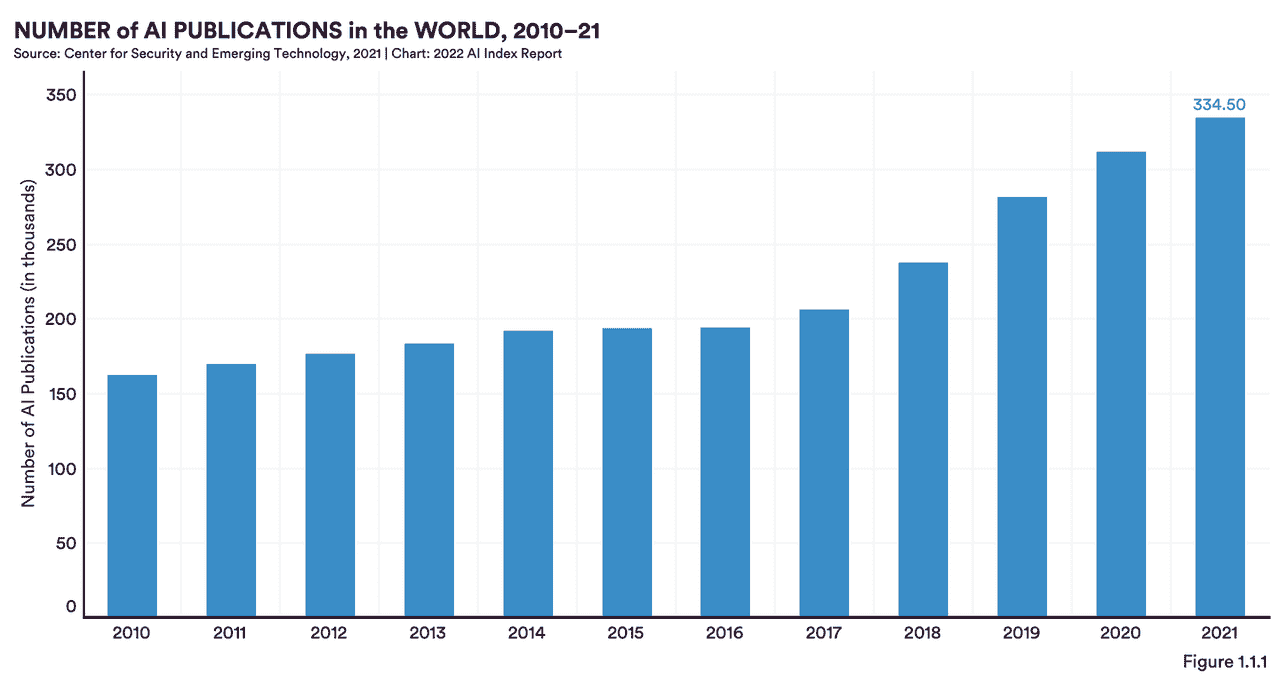 NUMBER of AI PUBLICATIONS in the WORLD, 2010–21
Source: Center for Security and Emerging Technology, 2021 | Chart: 2022 AI Index Report
Number of AI Publications (in thousands)
350
300
250
200
150
100
50
0
334.50
2010 2011 2012 2013 2014 2015 2016 2017 2018 2019 2020 2021
Figure 1.1.1